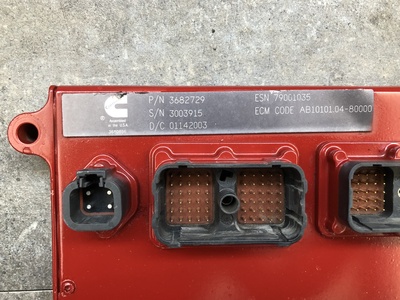 P/N 3682729
S/N 3003915
D/C 01142003
ESN 79001035
ECM CODE AB10101.04-80000